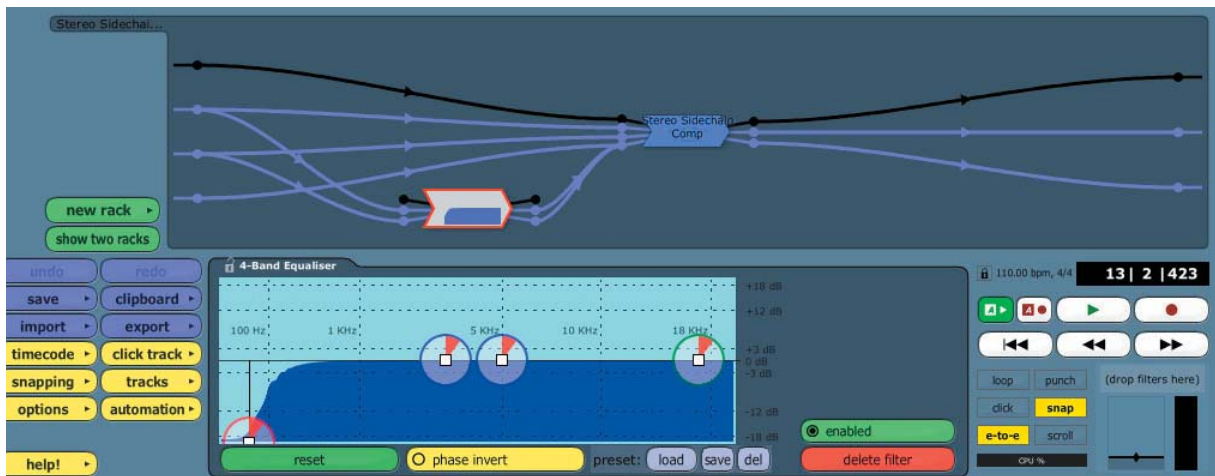 Stereo Sidechai...
Stereo Sidechain
Comp
new rack
show two racks
undo redo
save clipboard
import export
timecode click track
snapping tracks
options automation
help!
4-Band Equaliser
+18 dB
+12 dB
100 Hz 1 KHz 5 KHz 10 KHz 18 KHz
+3 dB
0 dB
-3 dB
-12 dB
-18 dB
reset phase invert preset: load save del
enabled
delete filter
110.00 bpm, 4/4 13| 2 |423
A A
loop punch (drop filters here)
click snap
e-to-e scroll
CPU %